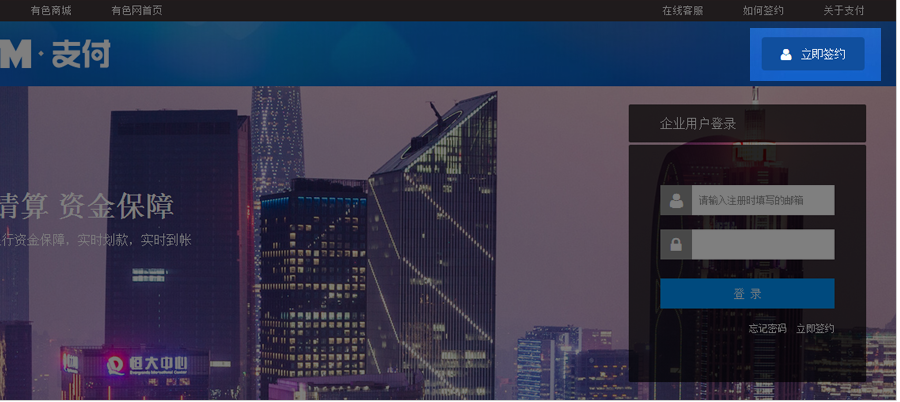 有色商城 有色网首页 在线客服 如何签约 关于支付
M·支付 立即签约
企业用户登录
请输入注册时填写的邮箱
清算 资金保障
行资金保障，实时划款，实时到帐
登 录
忘记密码 立即签约
恒大中心
Evergrande International Center